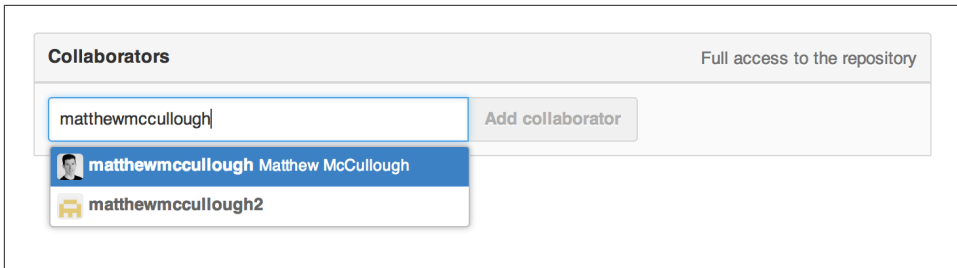 Collaborators
Full access to the repository
matthewmccullough
Add collaborator
matthewmccullough Matthew McCullough
matthewmccullough2